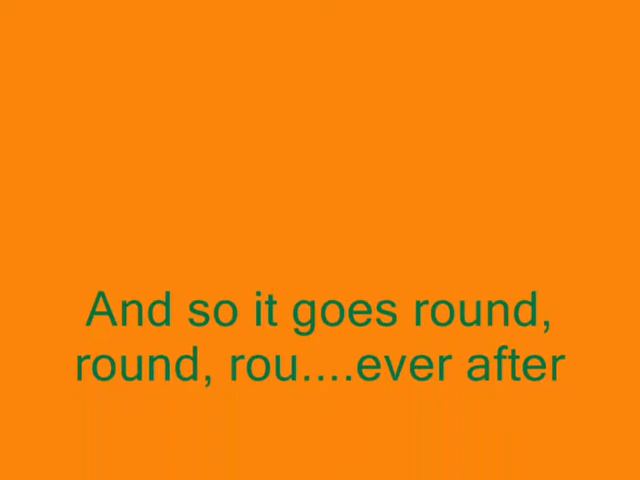 And so it goes round,
round, rou....ever after